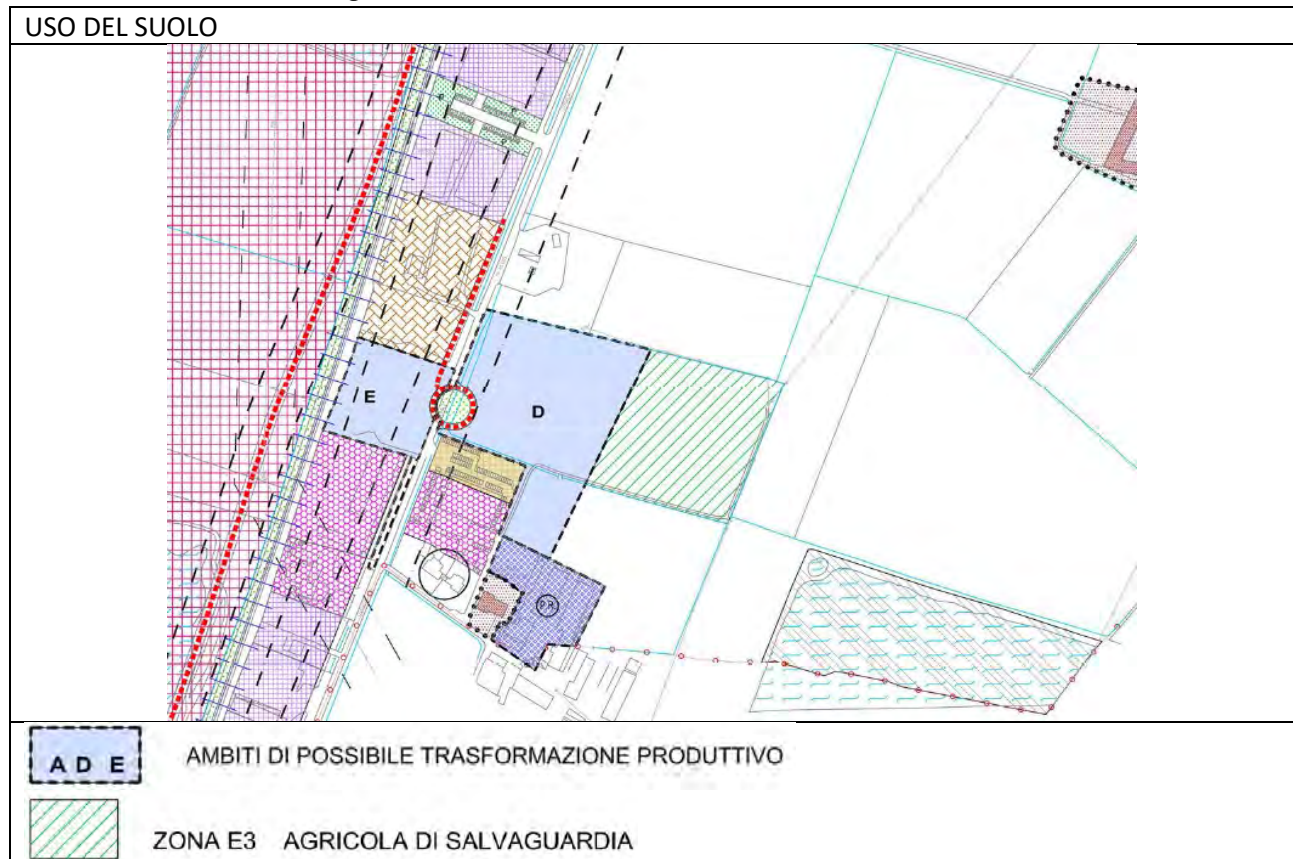 USO DEL SUOLO
E
D
P.R.
A D E
AMBITI DI POSSIBILE TRASFORMAZIONE PRODUTTIVO
ZONA E3 AGRICOLA DI SALVAGUARDIA